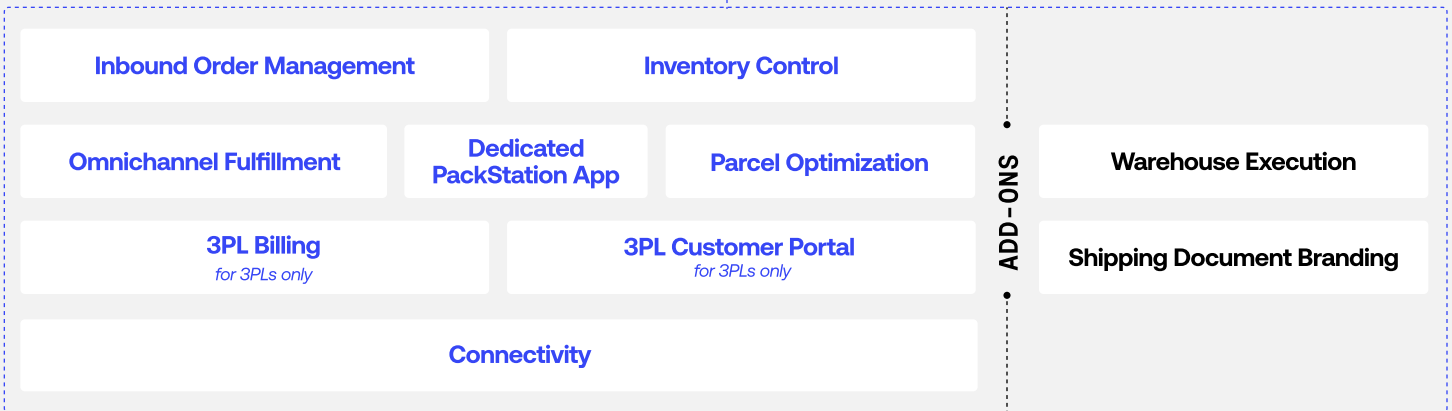 Inbound Order Management
Inventory Control
Omnichannel Fulfillment
Dedicated
PackStation App
Parcel Optimization
3PL Billing
for 3PLs only
3PL Customer Portal
for 3PLs only
Connectivity
ADD-ONS
Warehouse Execution
Shipping Document Branding